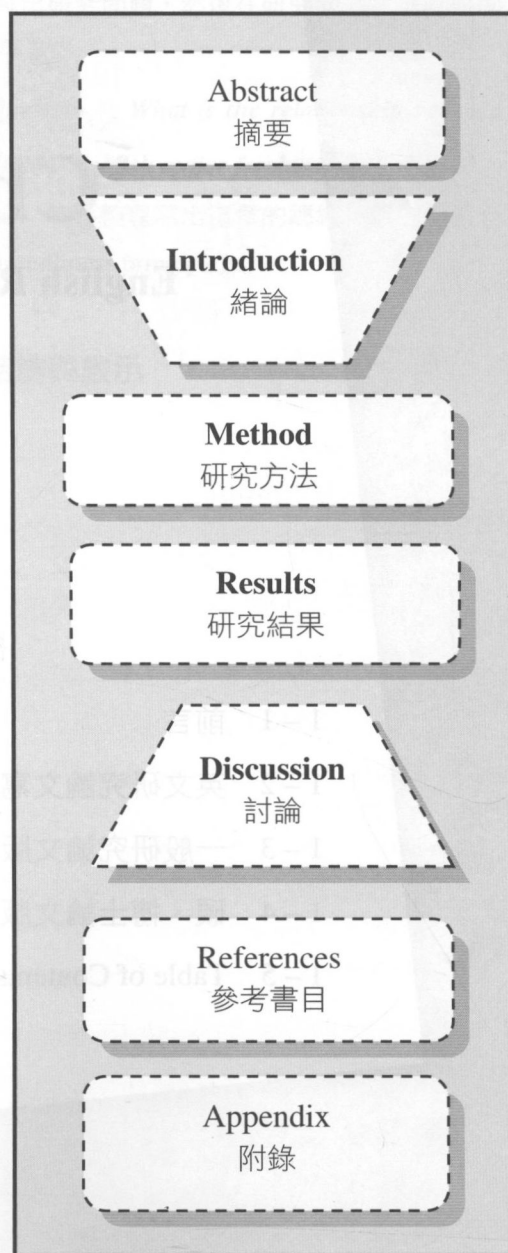 Abstract
摘要
Introduction
緒論
Method
研究方法
Results
研究結果
Discussion
討論
References
參考書目
Appendix
附錄